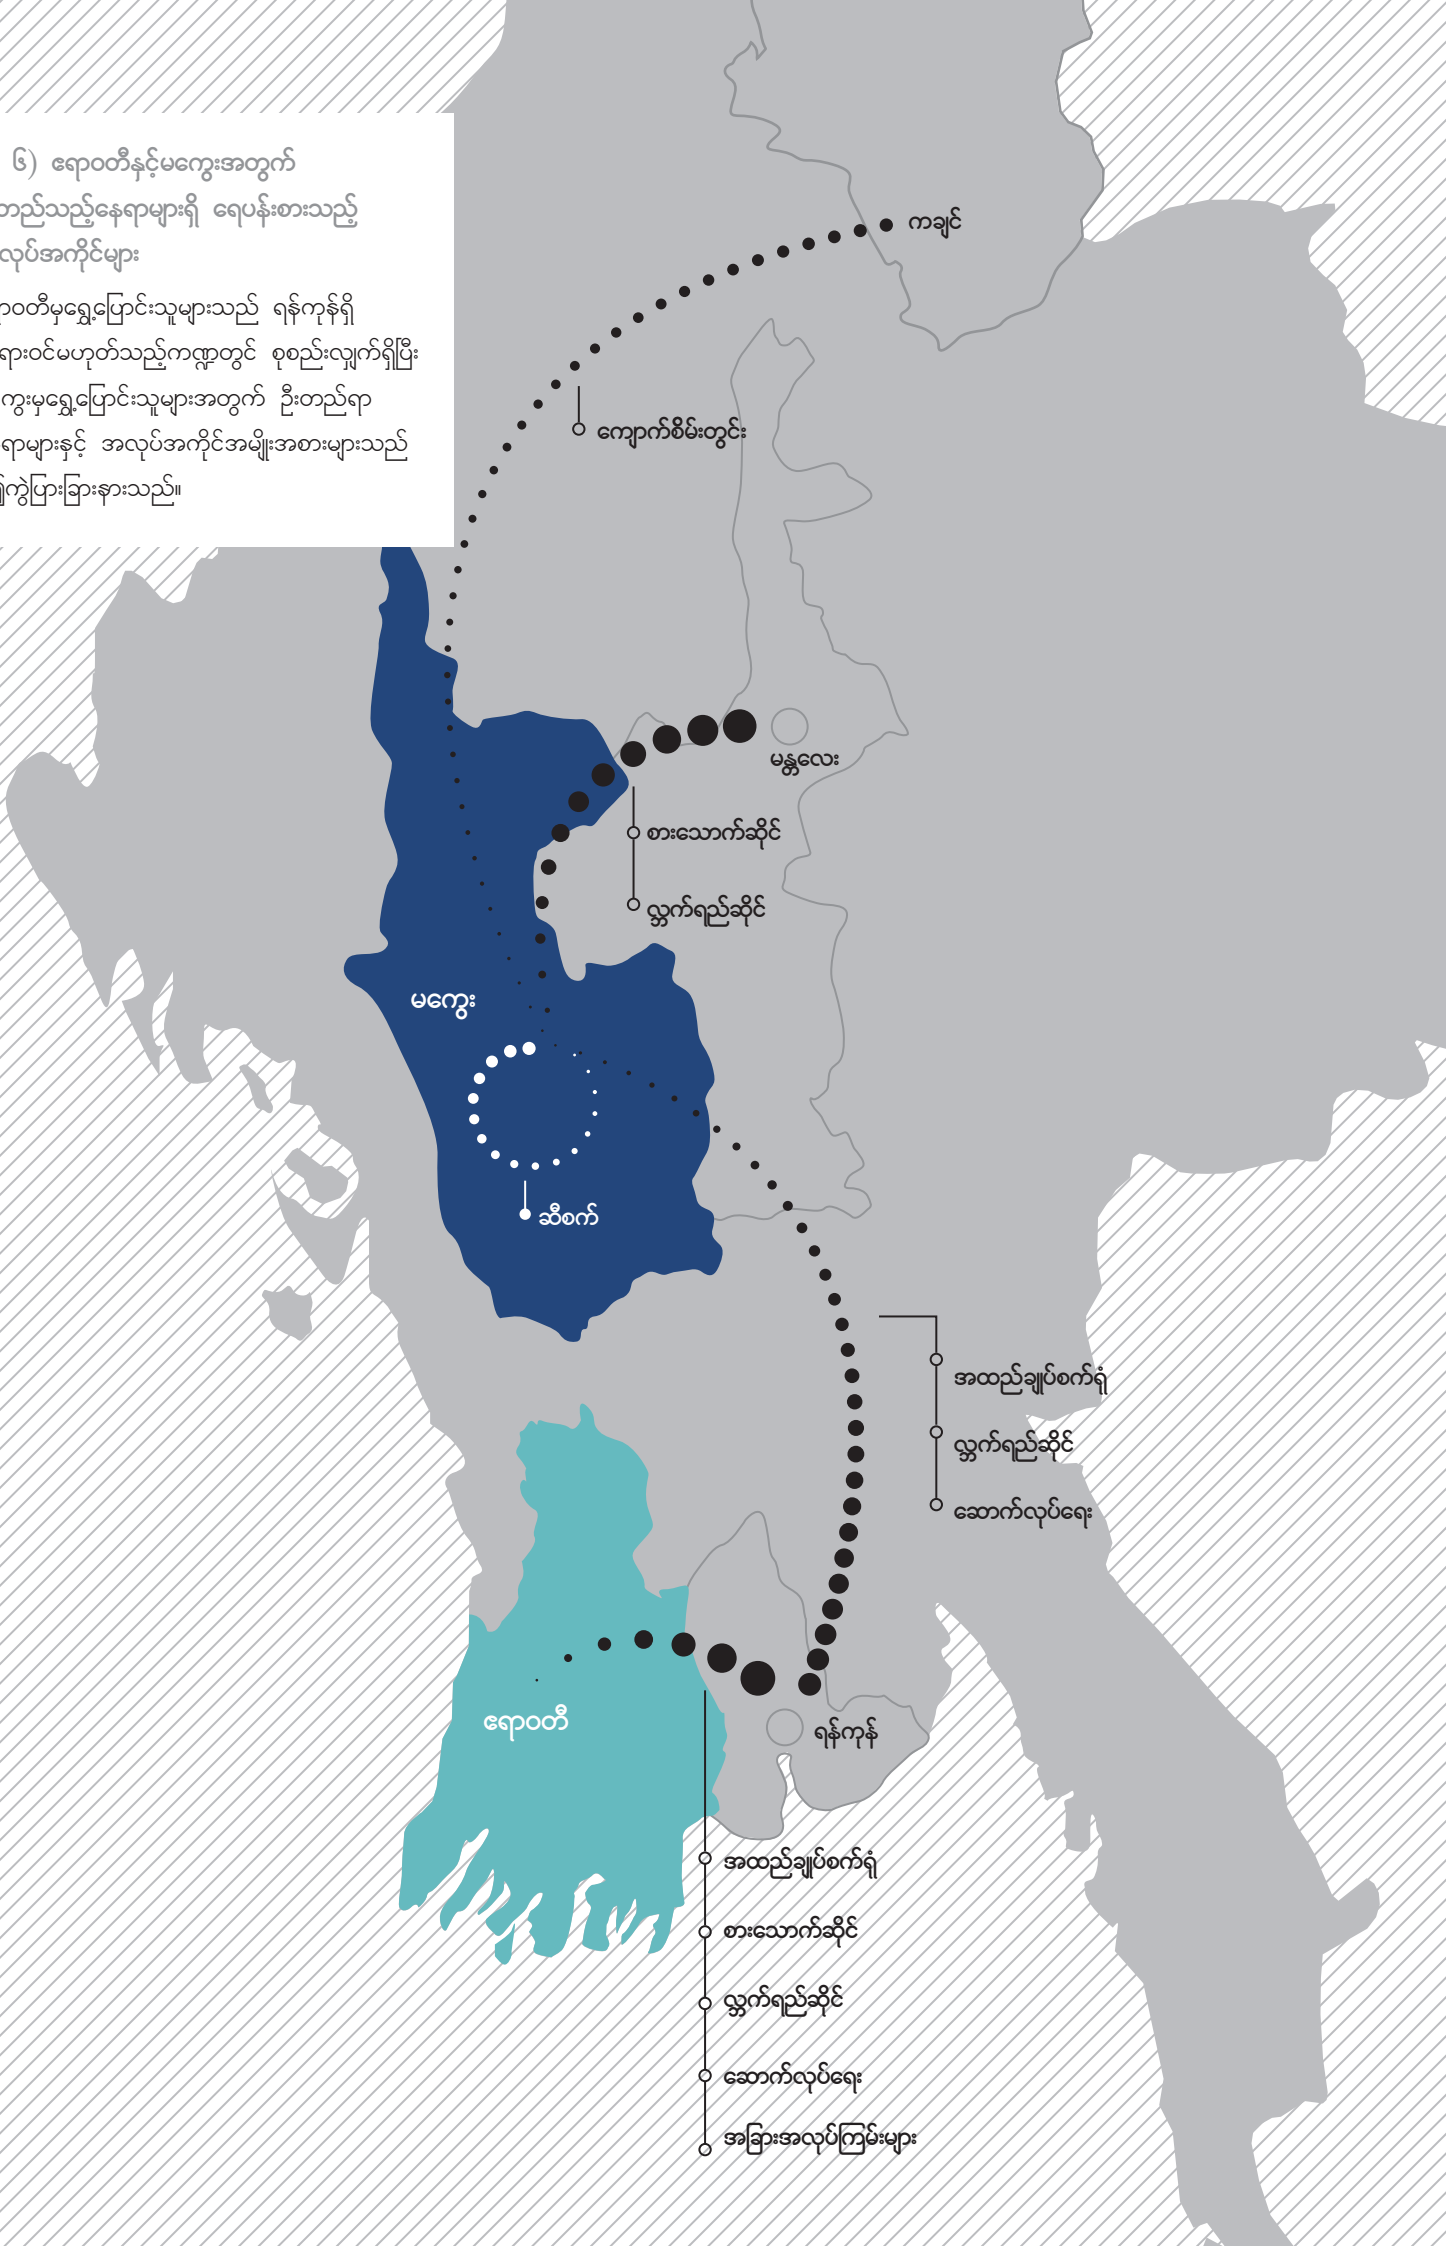 ၆) ဧရာဝတီနှင့်မကွေးအတွက်
တည်သည့်နေရာများရှိ ရေပန်းစားသည့်
လုပ်အကိုင်များ
ရာဝတီမှရွှေ့ပြောင်းသူများသည် ရန်ကုန်ရှိ
ရားဝင်မဟုတ်သည့်ကဏ္ဍတွင် စုစည်းလျှက်ရှိပြီး
ကွေးမှရွှေ့ပြောင်းသူများအတွက် ဦးတည်ရာ
ရာများနှင့် အလုပ်အကိုင်အမျိုးအစားများသည်
၍ကွဲပြားခြားနားသည်။
ကချင်
ကျောက်စိမ်းတွင်း
မန္တလေး
စားသောက်ဆိုင်
လ္ဘက်ရည်ဆိုင်
မကွေး
ဆီစက်
အထည်ချုပ်စက်ရုံ
လ္ဘက်ရည်ဆိုင်
ဆောက်လုပ်ရေး
ဧရာဝတီ
ရန်ကုန်
အထည်ချုပ်စက်ရုံ
စားသောက်ဆိုင်
လ္ဘက်ရည်ဆိုင်
ဆောက်လုပ်ရေး
အခြားအလုပ်ကြမ်းများ